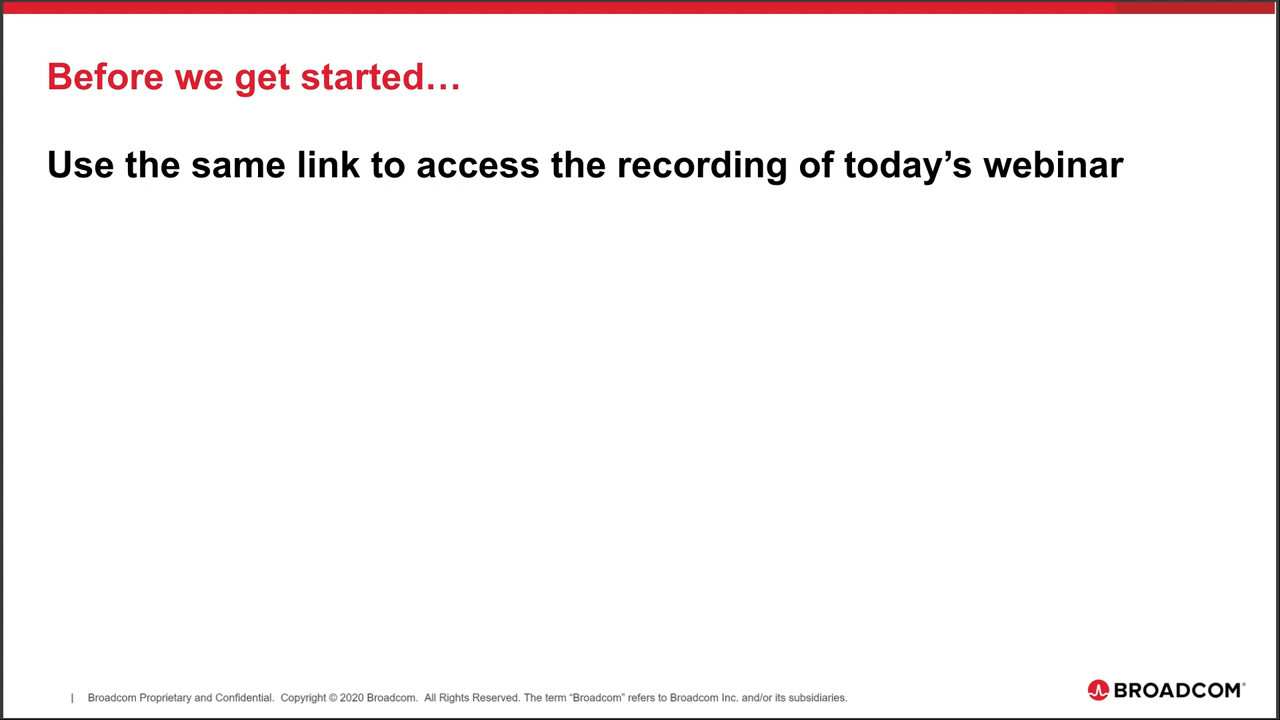 Before we get started…
Use the same link to access the recording of today’s webinar
| Broadcom Proprietary and Confidential. Copyright © 2020 Broadcom. All Rights Reserved. The term “Broadcom” refers to Broadcom Inc. and/or its subsidiaries.
BROADCOM®